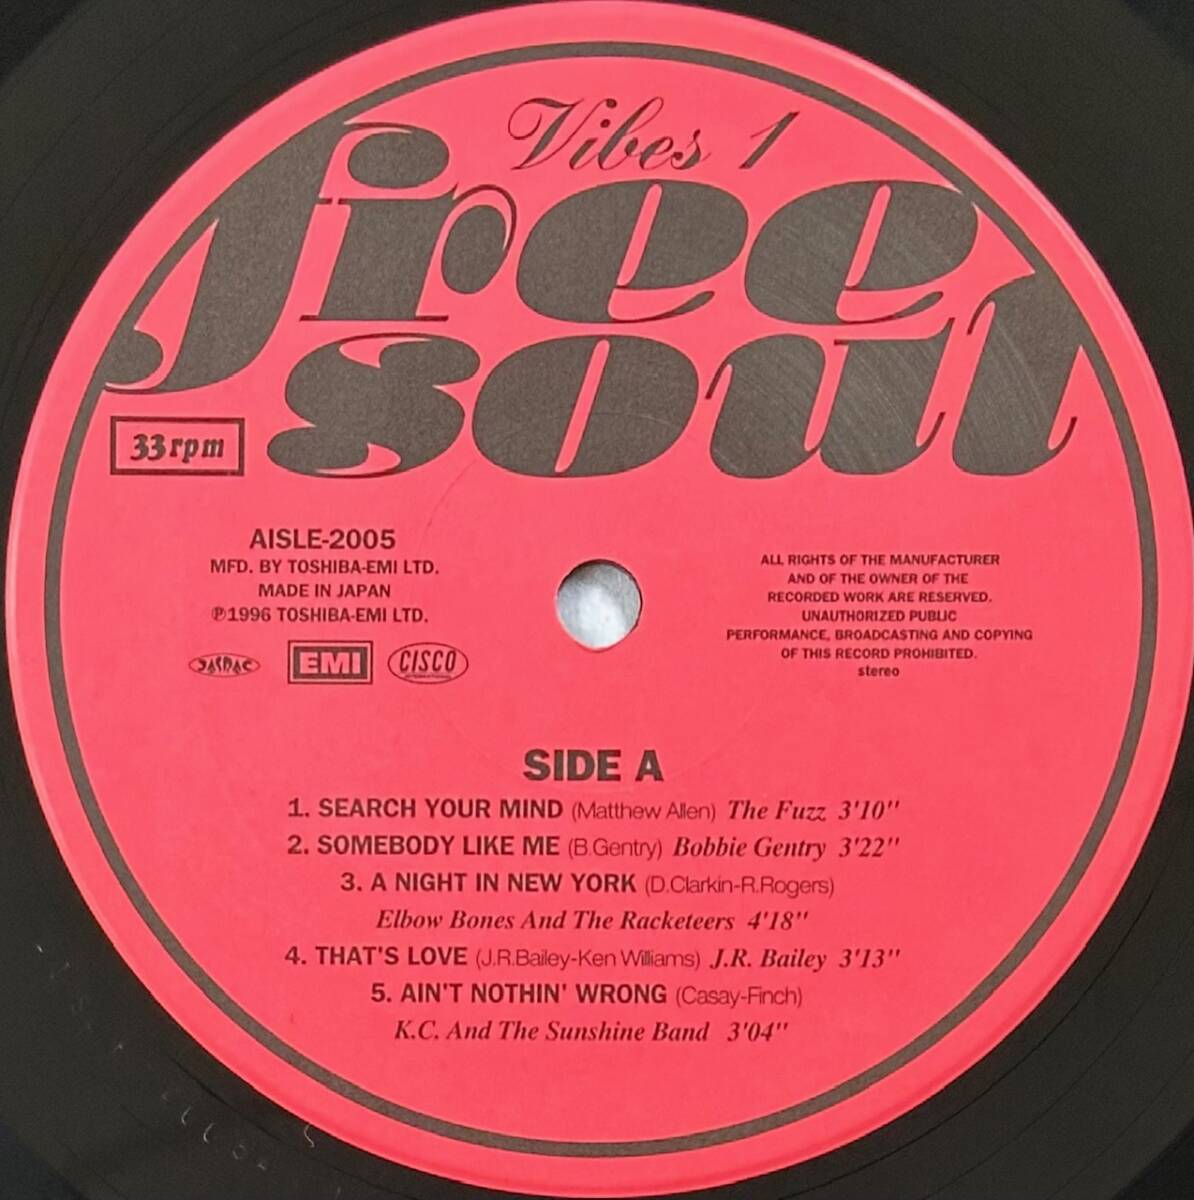 Vibes 1
free
soul
33rpm
AISLE-2005
MFD. BY TOSHIBA-EMI LTD.
MADE IN JAPAN
℗1996 TOSHIBA-EMI LTD.
JASRAC EMI CISCO
INTERNATIONAL
ALL RIGHTS OF THE MANUFACTURER
AND OF THE OWNER OF THE
RECORDED WORK ARE RESERVED.
UNAUTHORIZED PUBLIC
PERFORMANCE, BROADCASTING AND COPYING
OF THIS RECORD PROHIBITED.
stereo
SIDE A
1. SEARCH YOUR MIND (Matthew Allen) The Fuzz 3'10"
2. SOMEBODY LIKE ME (B.Gentry) Bobbie Gentry 3'22"
3. A NIGHT IN NEW YORK (D.Clarkin-R.Rogers)
Elbow Bones And The Racketeers 4'18"
4. THAT'S LOVE (J.R.Bailey-Ken Williams) J.R. Bailey 3'13"
5. AIN'T NOTHIN' WRONG (Casay-Finch)
K.C. And The Sunshine Band 3'04"